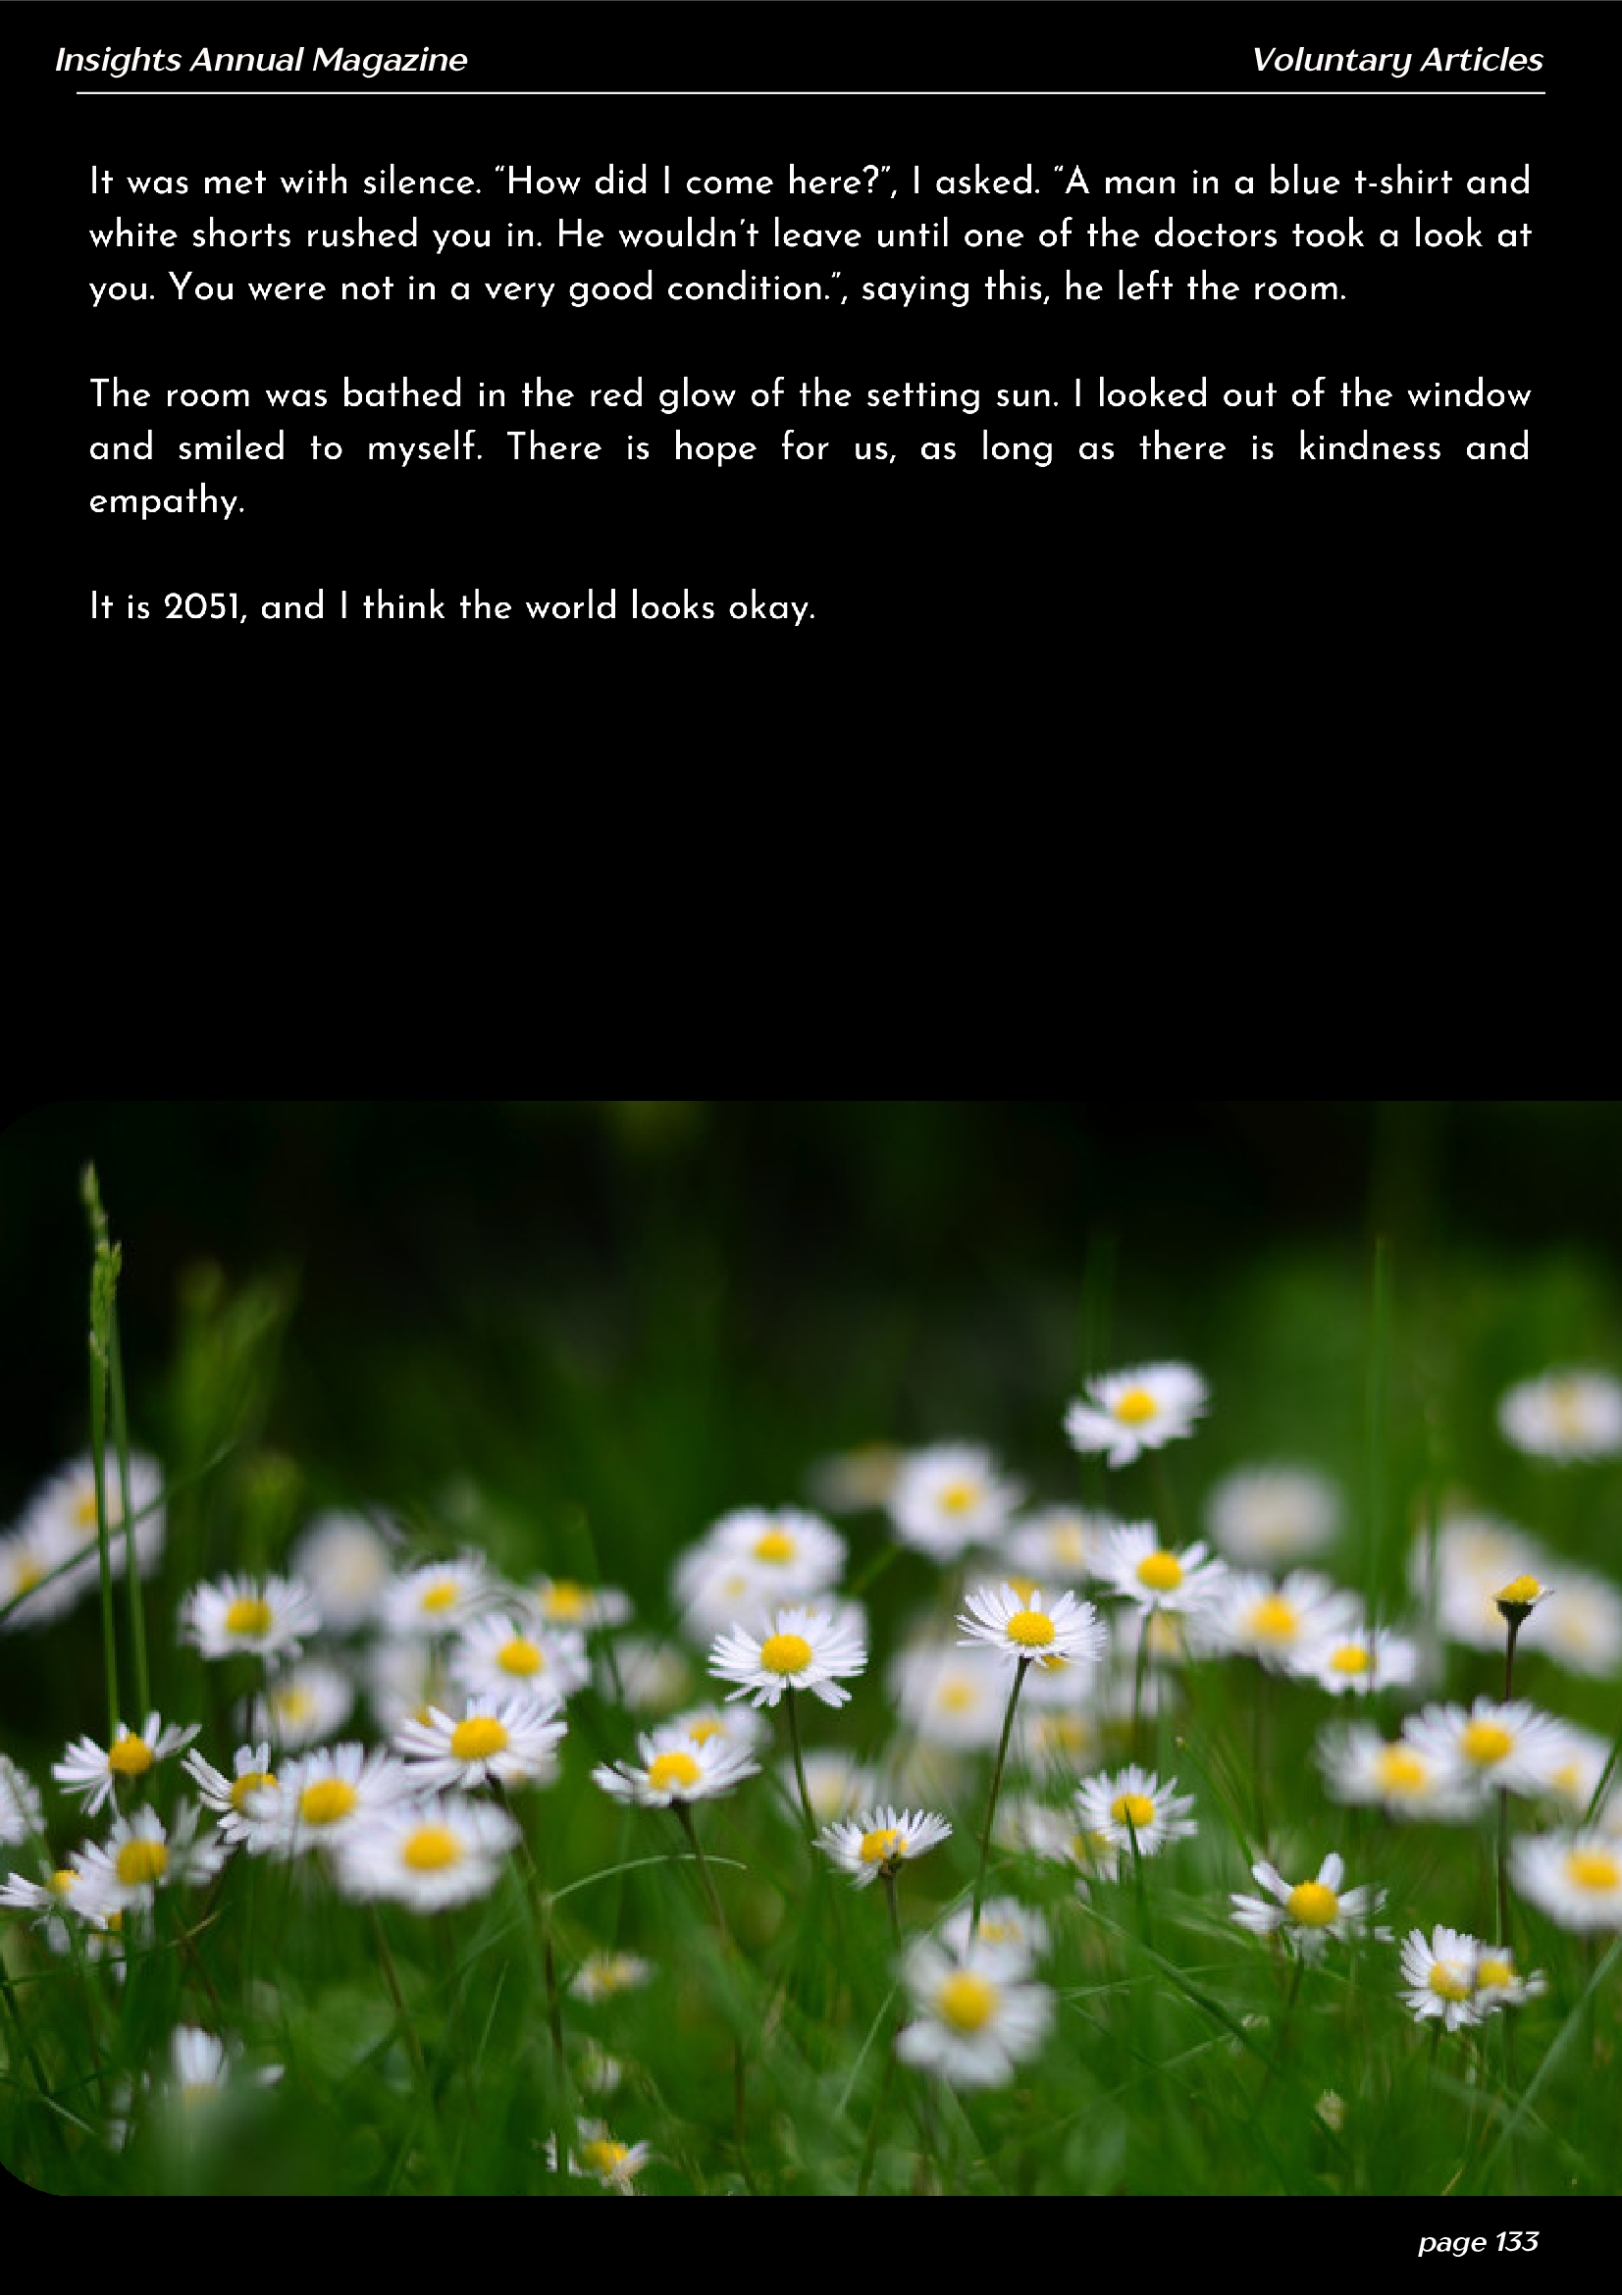 Insights Annual Magazine
Voluntary Articles
It was met with silence. “How did I come here?”, I asked. “A man in a blue t-shirt and
white shorts rushed you in. He wouldn’t leave until one of the doctors took a look at
you. You were not in a very good condition.”, saying this, he left the room.
The room was bathed in the red glow of the setting sun. I looked out of the window
and smiled to myself. There is hope for us, as long as there is kindness and
empathy.
It is 2051, and I think the world looks okay.
page 133